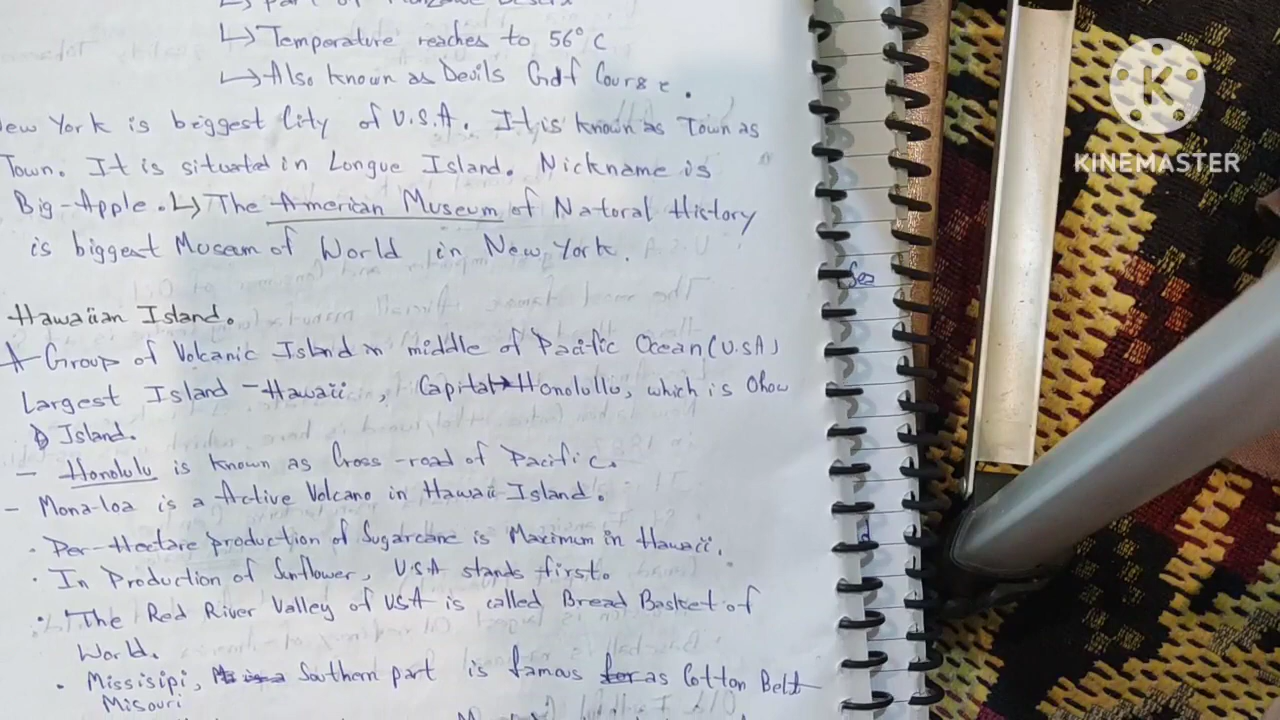 ↳ part of
↳ Temperature reaches to 56° C
↳ Also known as Devils Golf Course.
New York is biggest City of U.S.A. It is known as Town as
Town. It is situated in Longue Island. Nickname is
Big-Apple. ↳ The American Museum of Natoral History
is biggest Museum of World in New York.
Hawaiian Island.
A Group of Volcanic Island in middle of Pacific Ocean (U.SA)
Largest Island - Hawaii, Capital → Honolullu, which is Ohow
Island.
- Honolulu is known as Cross-road of Pacific.
- Mona-loa is a Active Volcano in Hawaii Island.
· Per-Hectare production of Sugarcane is Maximum in Hawaii.
· In Production of Sunflower, U.S.A stands first.
· The Red River Valley of USA is called Bread Basket of
World.
· Missisipi, Southern part is famous as Cotton Belt
Misouri
KINEMASTER